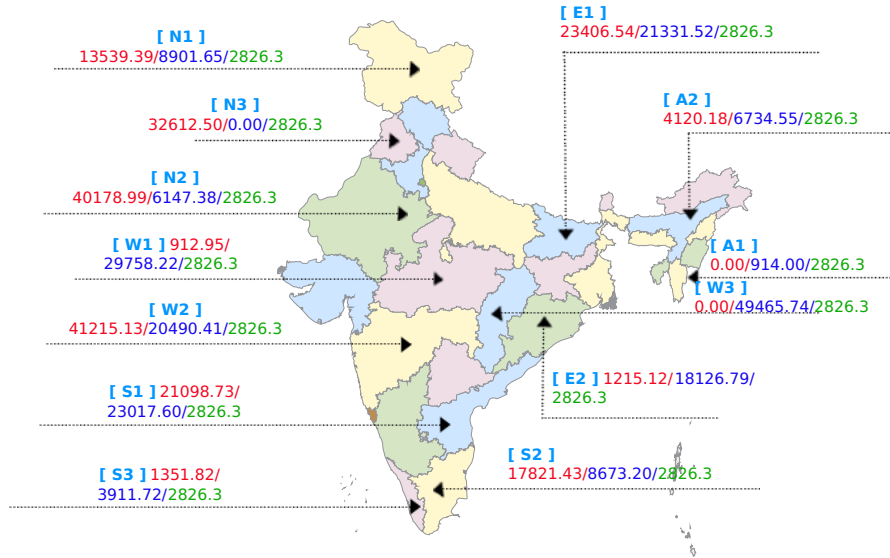 [ E1 ]
23406.54/21331.52/2826.3
[ N1 ]
13539.39/8901.65/2826.3
[ N3 ]
32612.50/0.00/2826.3
[ A2 ]
4120.18/6734.55/2826.3
[ N2 ]
40178.99/6147.38/2826.3
[ W1 ] 912.95/
29758.22/2826.3
[ A1 ]
0.00/914.00/2826.3
[ W3 ]
0.00/49465.74/2826.3
[ W2 ]
41215.13/20490.41/2826.3
[ E2 ] 1215.12/18126.79/
2826.3
[ S1 ] 21098.73/
23017.60/2826.3
[ S2 ]
17821.43/8673.20/2826.3
[ S3 ] 1351.82/
3911.72/2826.3